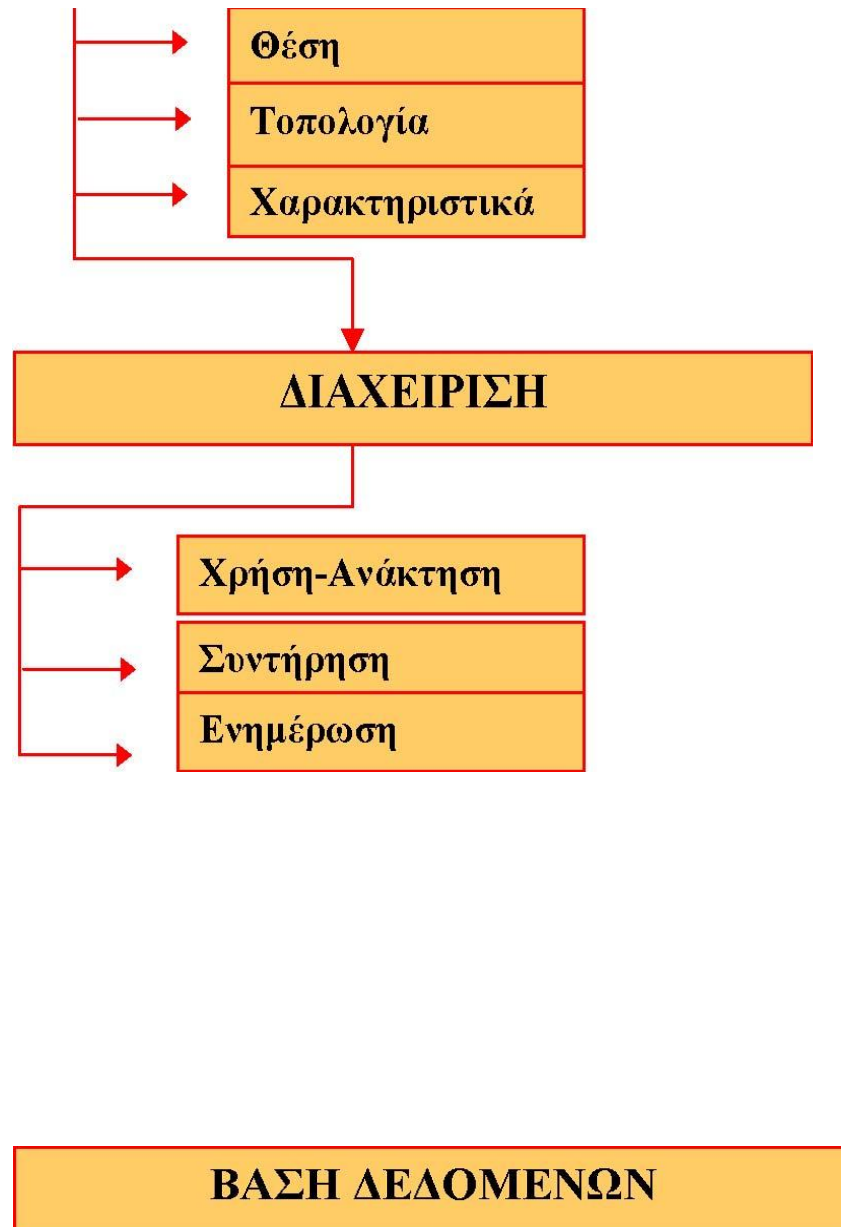 Θέση
Τοπολογία
Χαρακτηριστικά
ΔΙΑΧΕΙΡΙΣΗ
Χρήση-Ανάκτηση
Συντήρηση
Ενημέρωση
ΒΑΣΗ ΔΕΔΟΜΕΝΩΝ